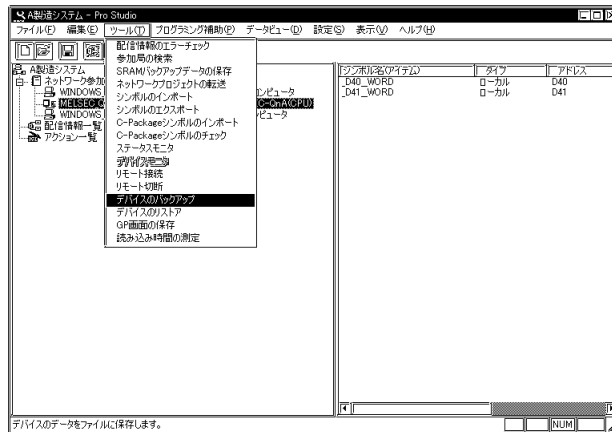 A製造システム - Pro Studio
ファイル(F) 編集(E) ツール(T) プログラミング補助(P) データビュー(D) 設定(S) 表示(V) ヘルプ(H)
配信情報のエラーチェック
参加局の検索
SRAMバックアップデータの保存
ネットワークプロジェクトの転送
シンボルのインポート
シンボルのエクスポート
C-Packageシンボルのインポート
C-Packageシンボルのチェック
ステータスモニタ
デバイスモニタ
リモート接続
リモート切断
デバイスのバックアップ
デバイスのリストア
GP画面の保存
読み込み時間の測定
A製造システム
ネットワーク参加
WINDOWS_ コンピュータ
MELSEC C-QnA(CPU)
WINDOWS ピュータ
配信情報一覧
アクション一覧
シンボル名(アイテム) タイプ アドレス
_D40_WORD ローカル D40
_D41_WORD ローカル D41
デバイスのデータをファイルに保存します。
NUM